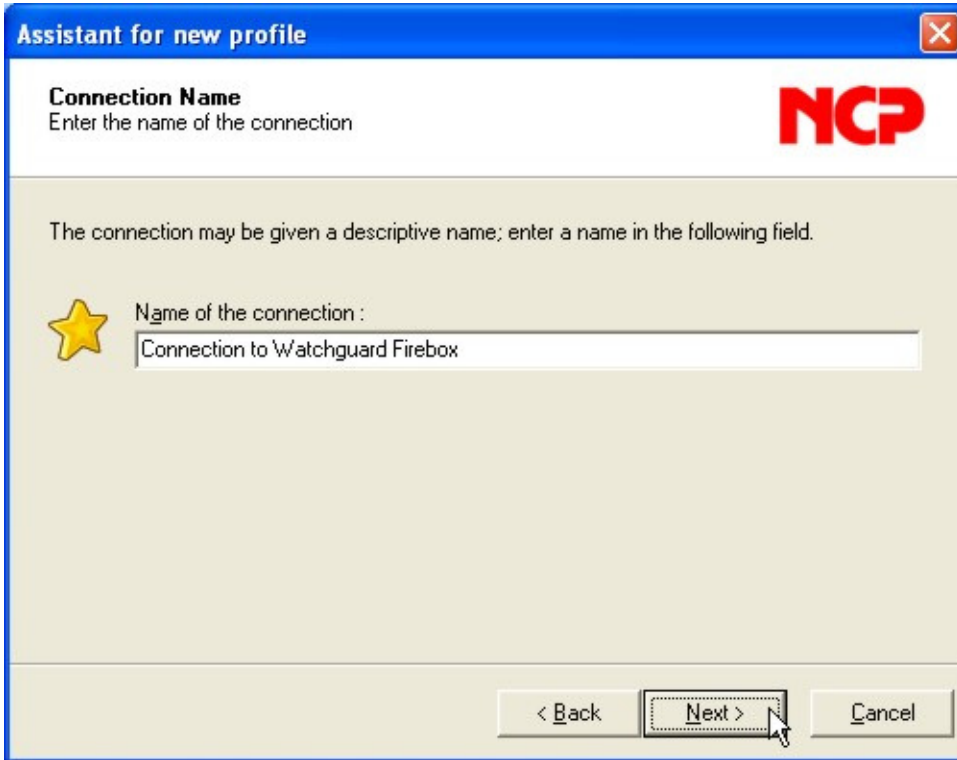 Assistant for new profile
Connection Name
Enter the name of the connection
NCP
The connection may be given a descriptive name; enter a name in the following field.
Name of the connection :
Connection to Watchguard Firebox
< Back
Next >
Cancel